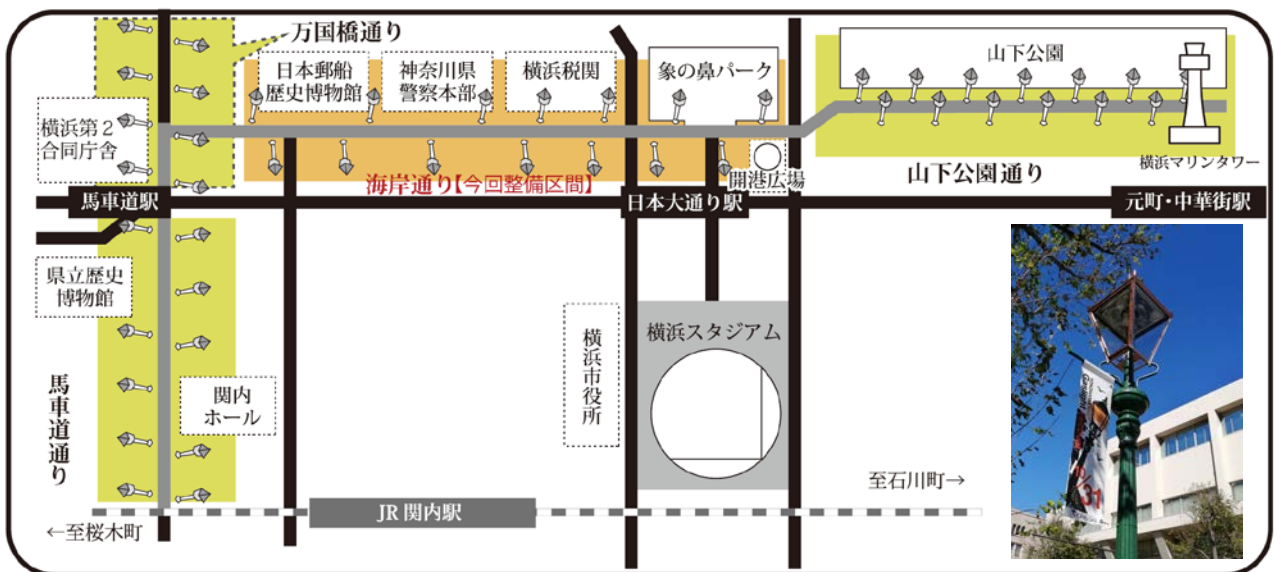 万国橋通り
日本郵船
歴史博物館
神奈川県
警察本部
横浜税関
象の鼻パーク
山下公園
横浜第2
合同庁舎
横浜マリンタワー
海岸通り【今回整備区間】
開港広場
山下公園通り
馬車道駅
日本大通り駅
元町・中華街駅
県立歴史
博物館
横浜スタジアム
横浜市役所
馬車道通り
関内
ホール
至石川町→
JR 関内駅
←至桜木町
31